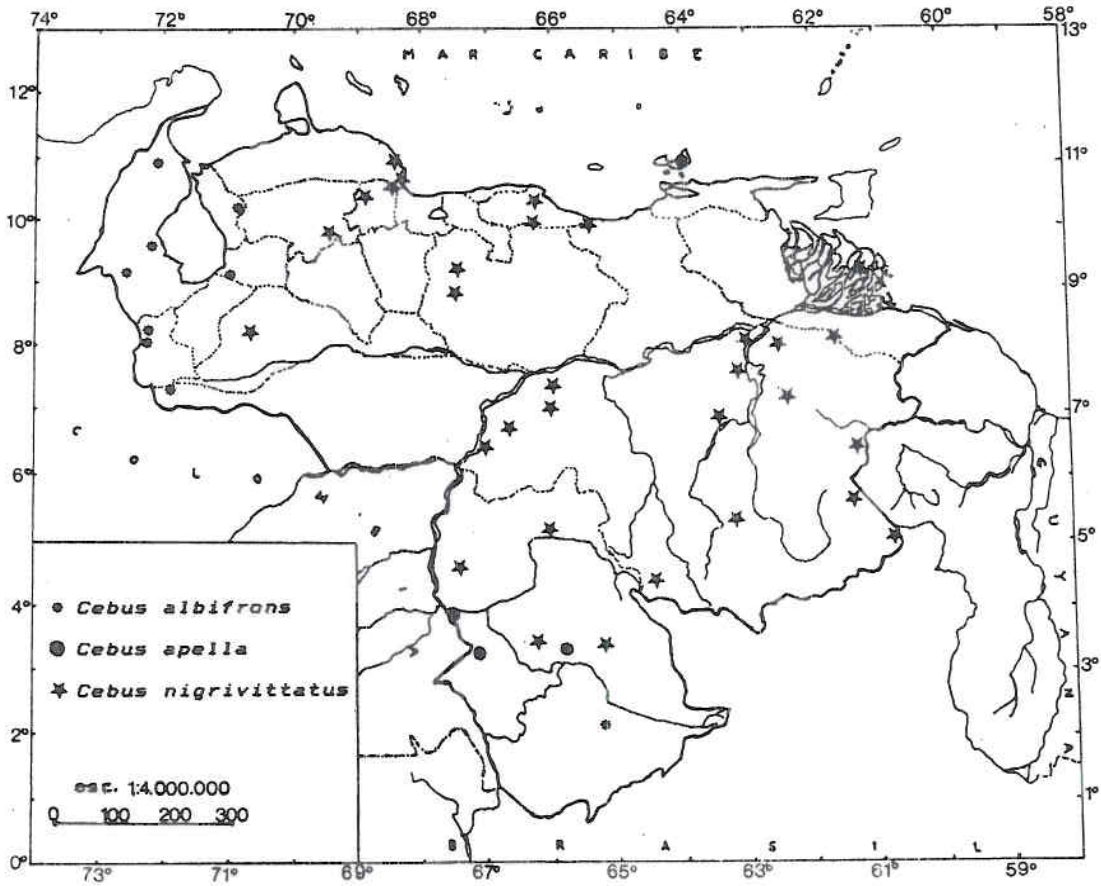 74° 70° 68° 66° 64° 62° 60° 58°
13°
MAR CARIBE
12°
11°
10°
9°
8°
7°
6°
5°
4°
3°
2°
1°
0°
C O L O M B I A
GUYANA
Cebus albifrons
Cebus apella
Cebus nigrivittatus
esc. 1:4.000.000
0 100 200 300
BRASIL
73° 71° 69° 67° 65° 63° 61° 59°